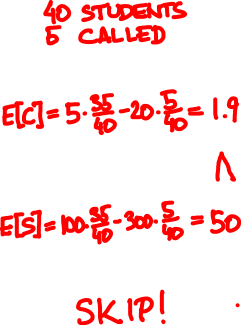 40 STUDENTS
5 CALLED
E[C] = 5 · 35/40 - 20 · 5/40 = 1.9
∧
E[S] = 100 · 35/40 - 300 · 5/40 = 50
SKIP!